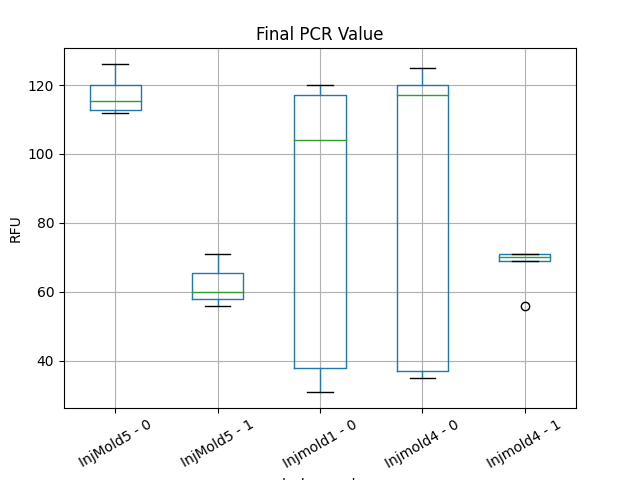 Final PCR Value
RFU
120
100
80
60
40
InjMold5 - 0
InjMold5 - 1
Injmold1 - 0
Injmold4 - 0
Injmold4 - 1